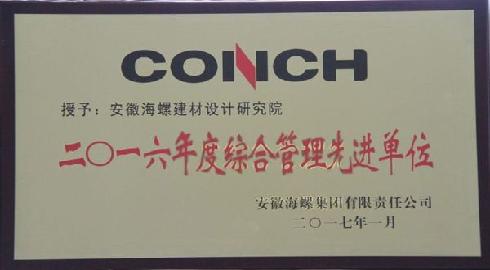 CONCH
授予：安徽海螺建材设计研究院
二〇一六年度综合管理先进单位
安徽海螺集团有限责任公司
二〇一七年一月